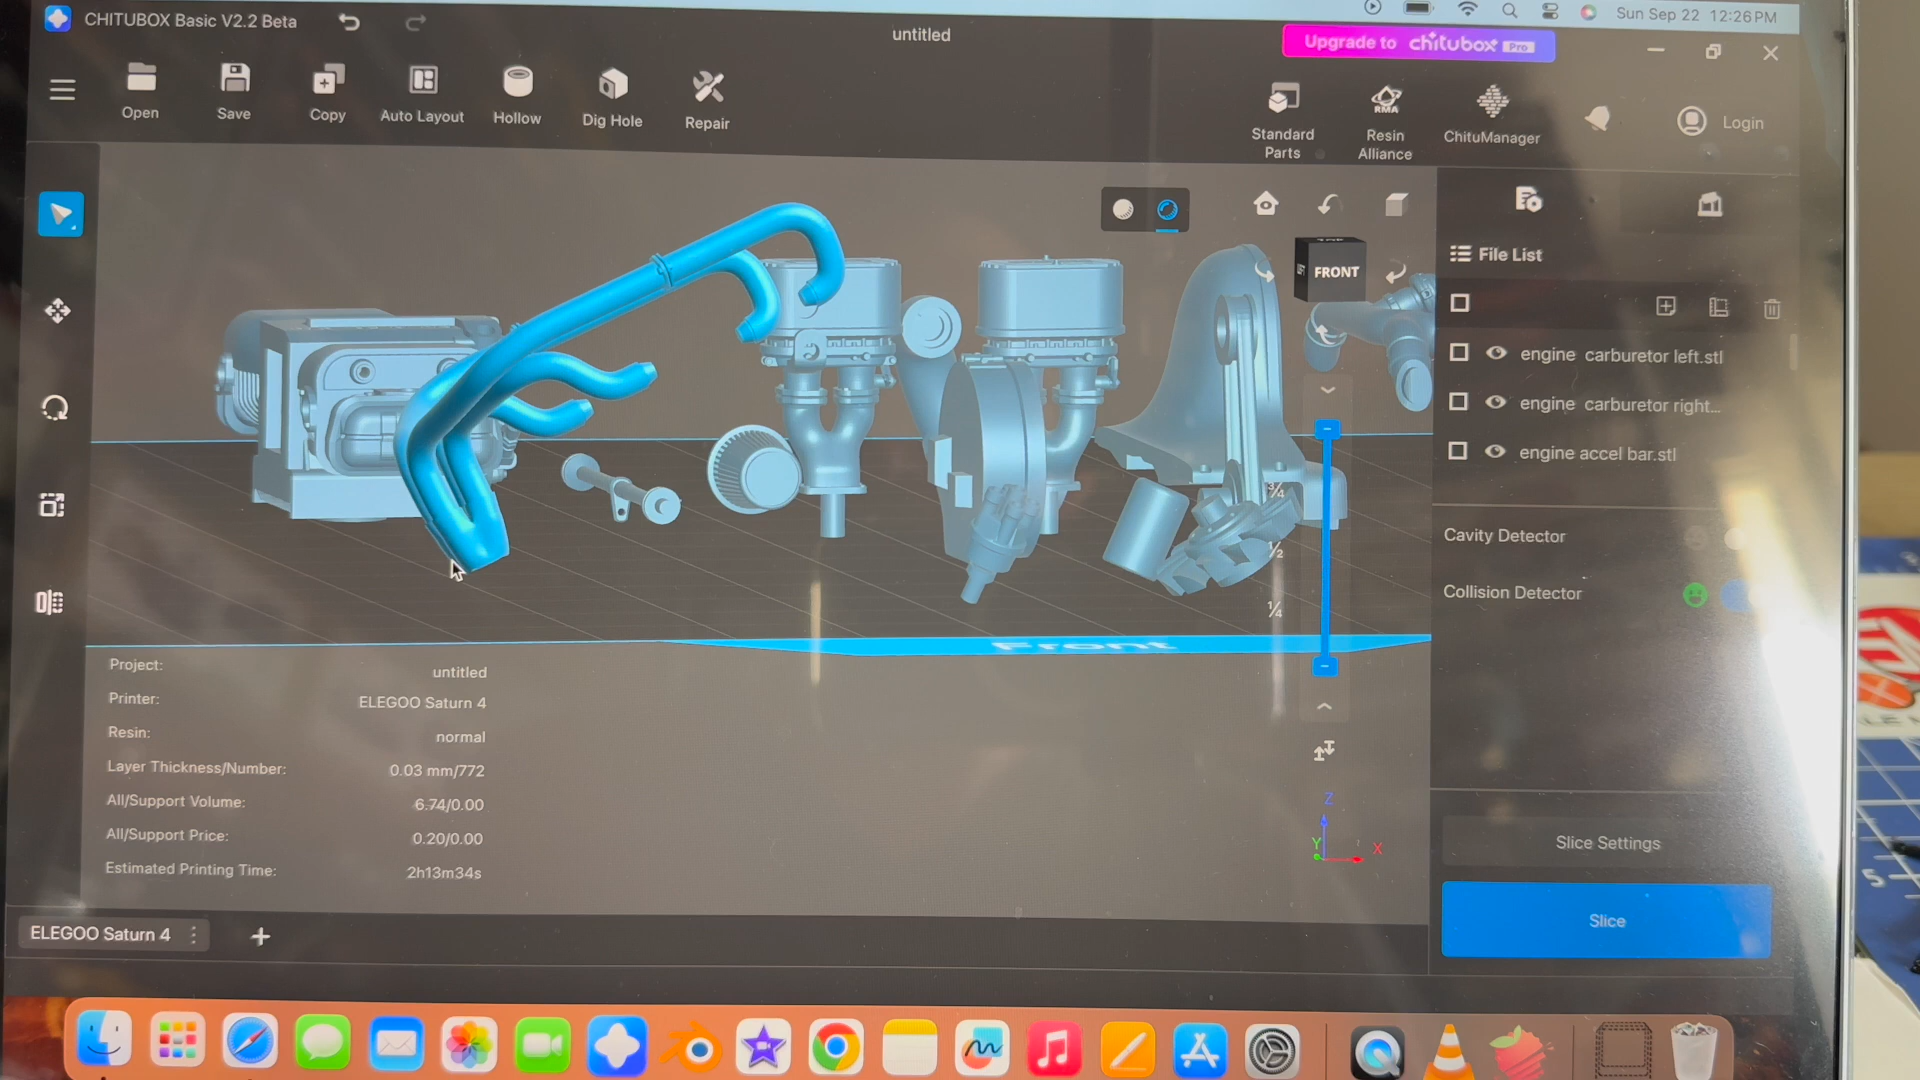 CHITUBOX Basic V2.2 Beta
Sun Sep 22 12:26 PM
untitled
Upgrade to chitubox Pro
Open
Save
Copy
Auto Layout
Hollow
Dig Hole
Repair
Standard
Parts
RMA
Resin
Alliance
ChituManager
Login
FRONT
File List
engine carburetor left.stl
engine carburetor right...
engine accel bar.stl
3/4
1/2
1/4
Cavity Detector
Collision Detector
Front
Project: untitled
Printer: ELEGOO Saturn 4
Resin: normal
Layer Thickness/Number: 0.03 mm/772
All/Support Volume: 6.74/0.00
All/Support Price: 0.20/0.00
Estimated Printing Time: 2h13m34s
Z
Y
X
Slice Settings
Slice
ELEGOO Saturn 4
5